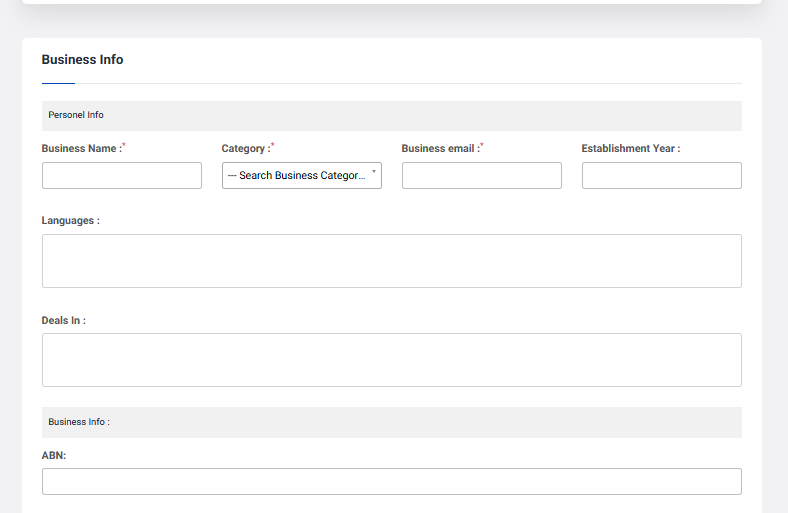 Business Info
Personel Info
Business Name :* Category :* Business email :* Establishment Year :
--- Search Business Categor...
Languages :
Deals In :
Business Info :
ABN: